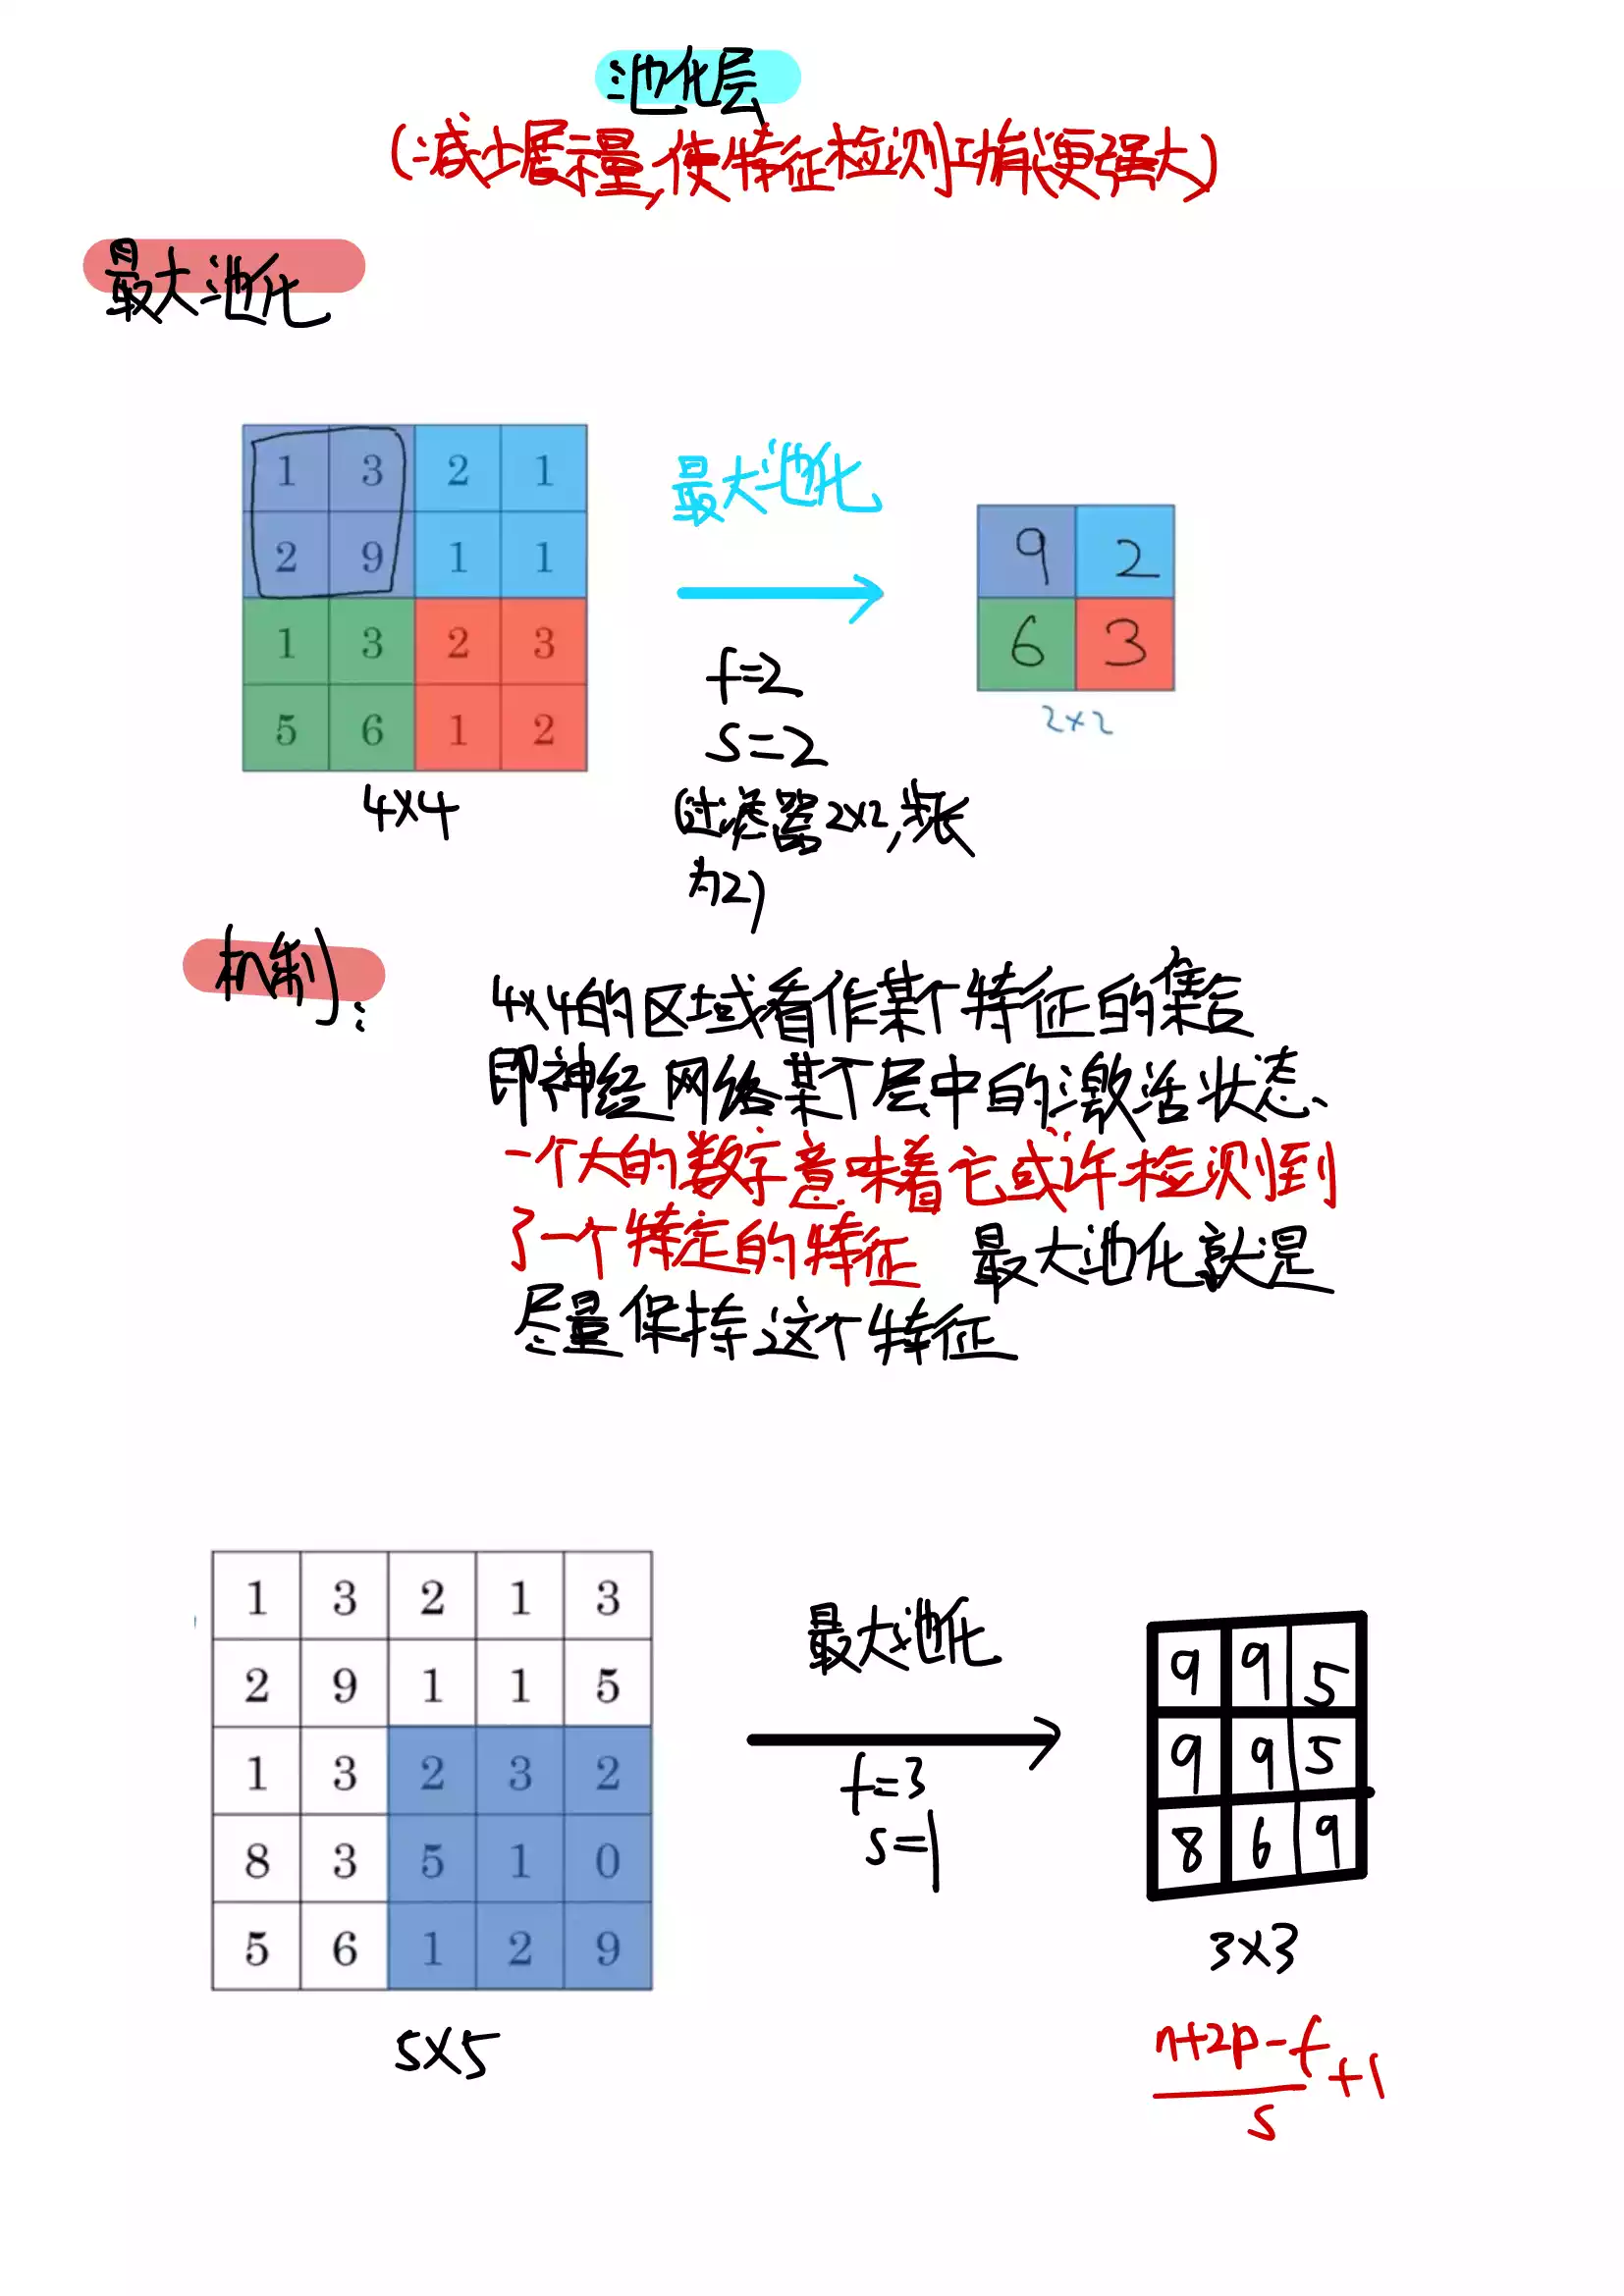 池化层
(减少展示量,使特征检测功能更强大)
最大池化
1 3 2 1
2 9 1 1
1 3 2 3
5 6 1 2
4×4
最大池化
f=2
s=2
(过滤器2×2,步长
为2)
9 2
6 3
2×2
机制:
4×4的区域看作某个特征的集合
即神经网络某个层中的激活状态、
一个大的数字意味着它或许检测到
了一个特定的特征 最大池化就是
尽量保持这个特征
1 3 2 1 3
2 9 1 1 5
1 3 2 3 2
8 3 5 1 0
5 6 1 2 9
5×5
最大池化
f=3
s=1
9 9 5
9 9 5
8 6 9
3×3
n+2p-f
s
+1